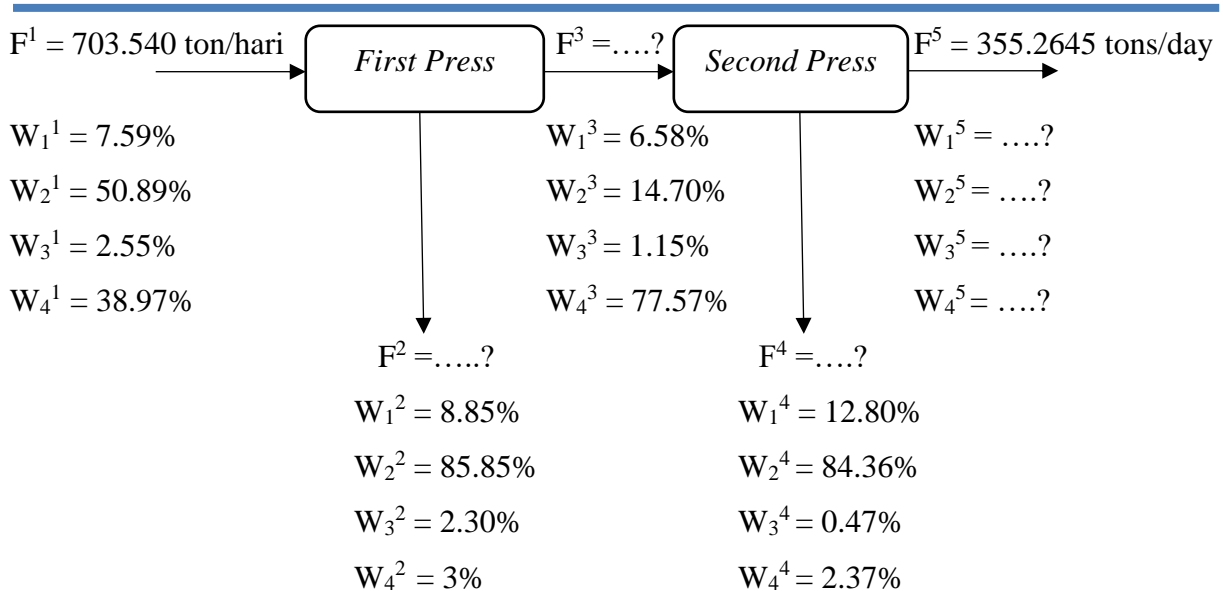 F¹ = 703.540 ton/hari First Press F³ =….? Second Press F⁵ = 355.2645 tons/day
W₁¹ = 7.59% W₁³ = 6.58% W₁⁵ = ….?
W₂¹ = 50.89% W₂³ = 14.70% W₂⁵ = ….?
W₃¹ = 2.55% W₃³ = 1.15% W₃⁵ = ….?
W₄¹ = 38.97% W₄³ = 77.57% W₄⁵ = ….?
F² =…..? F⁴ =….?
W₁² = 8.85% W₁⁴ = 12.80%
W₂² = 85.85% W₂⁴ = 84.36%
W₃² = 2.30% W₃⁴ = 0.47%
W₄² = 3% W₄⁴ = 2.37%